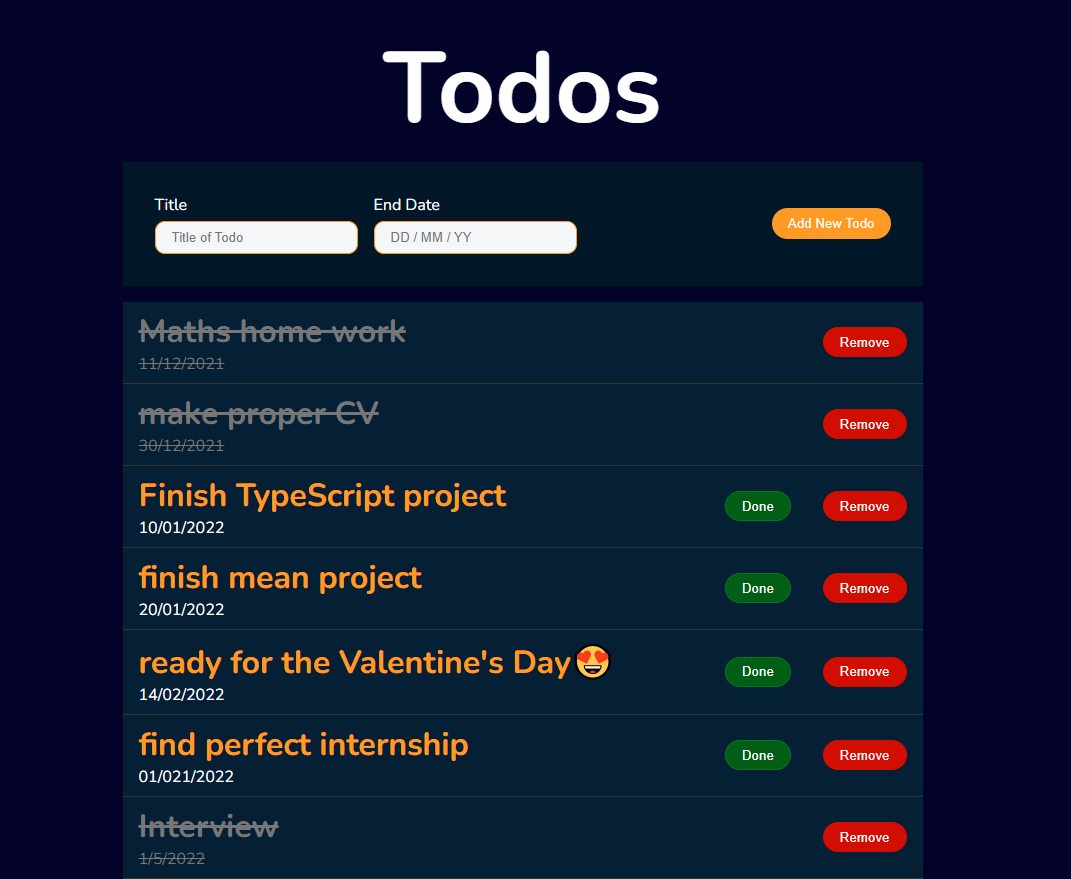 Todos
Title
End Date
Title of Todo
DD / MM / YY
Add New Todo
Maths home work
Remove
11/12/2021
make proper CV
Remove
30/12/2021
Finish TypeScript project
Done
Remove
10/01/2022
finish mean project
Done
Remove
20/01/2022
ready for the Valentine's Day😍
Done
Remove
14/02/2022
find perfect internship
Done
Remove
01/021/2022
Interview
Remove
1/5/2022